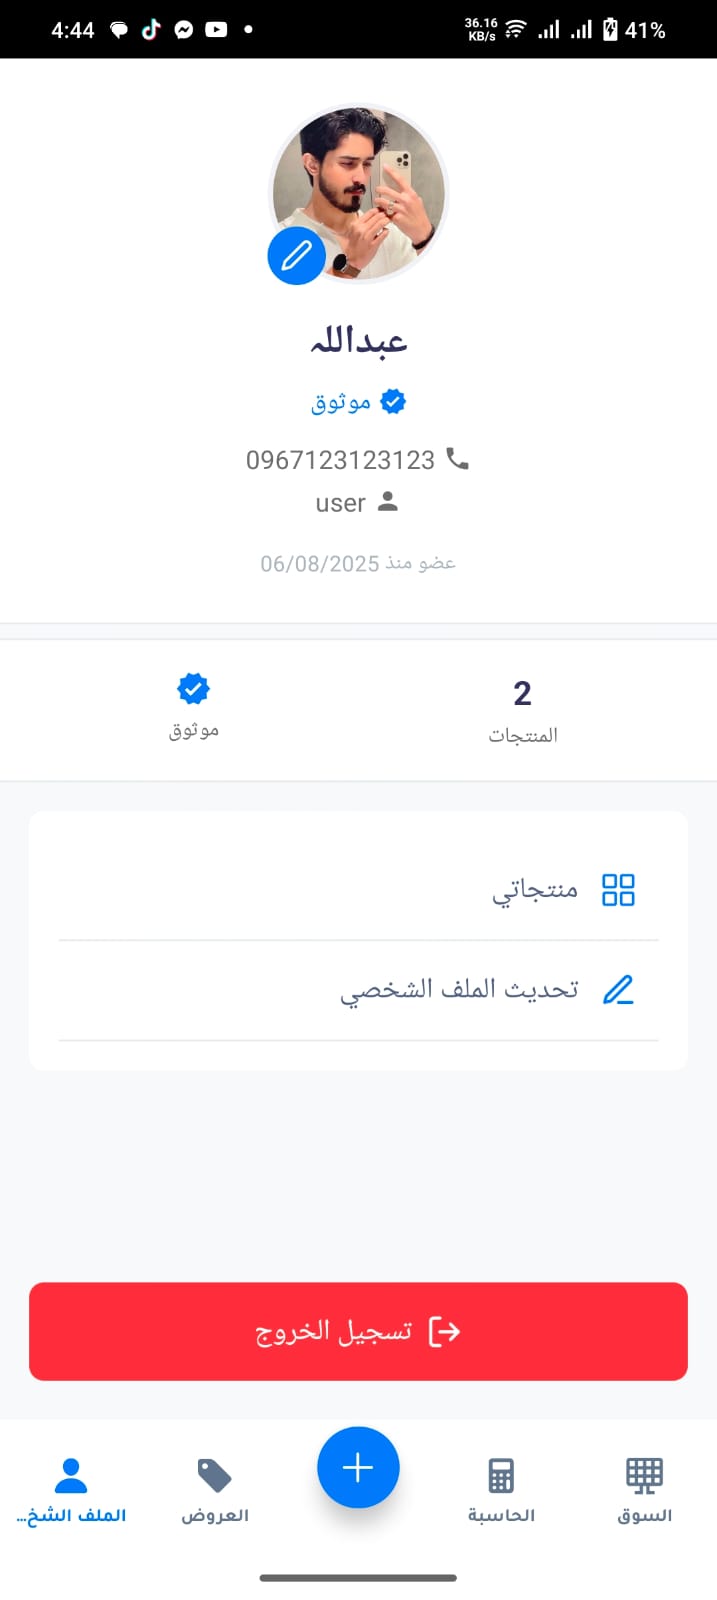 4:44
36.16 KB/s
41%
عبداللہ
موثوق
0967123123123
user
عضو منذ 06/08/2025
2
المنتجات
موثوق
منتجاتي
تحديث الملف الشخصي
تسجيل الخروج
السوق
الحاسبة
العروض
الملف الشخ...